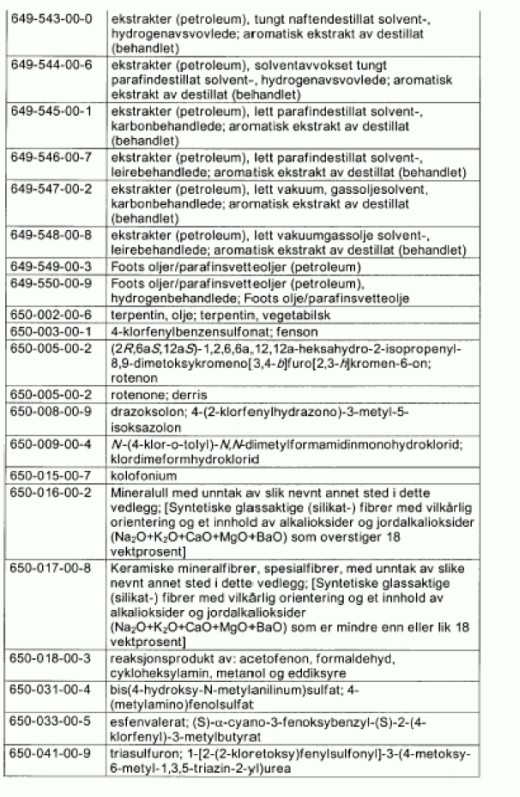 649-543-00-0 ekstrakter (petroleum), tungt naftendestillat solvent-,
hydrogenavsvovlede; aromatisk ekstrakt av destillat
(behandlet)
649-544-00-6 ekstrakter (petroleum), solventavvokset tungt
parafindestillat solvent-, hydrogenavsvovlede; aromatisk
ekstrakt av destillat (behandlet)
649-545-00-1 ekstrakter (petroleum), lett parafindestillat solvent-,
karbonbehandlede; aromatisk ekstrakt av destillat
(behandlet)
649-546-00-7 ekstrakter (petroleum), lett parafindestillat solvent-,
leirebehandlede; aromatisk ekstrakt av destillat (behandlet)
649-547-00-2 ekstrakter (petroleum), lett vakuum, gassoljesolvent,
karbonbehandlede; aromatisk ekstrakt av destillat
(behandlet)
649-548-00-8 ekstrakter (petroleum), lett vakuumgassolje solvent-,
leirebehandlede; aromatisk ekstrakt av destillat (behandlet)
649-549-00-3 Foots oljer/parafinsvetteoljer (petroleum)
649-550-00-9 Foots oljer/parafinsvetteoljer (petroleum),
hydrogenbehandlede; Foots olje/parafinsvetteolje
650-002-00-6 terpentin, olje; terpentin, vegetabilsk
650-003-00-1 4-klorfenylbenzensulfonat; fenson
650-005-00-2 (2R,6aS,12aS)-1,2,6,6a,,12,12a-heksahydro-2-isopropenyl-
8,9-dimetoksykromeno[3,4-b]furo[2,3-h]kromen-6-on;
rotenon
650-005-00-2 rotenone; derris
650-008-00-9 drazoksolon; 4-(2-klorfenylhydrazono)-3-metyl-5-
isoksazolon
650-009-00-4 N-(4-klor-o-tolyl)-N,N-dimetylformamidinmonohydroklorid;
klordimeformhydroklorid
650-015-00-7 kolofonium
650-016-00-2 Mineralull med unntak av slik nevnt annet sted i dette
vedlegg; [Syntetiske glassaktige (silikat-) fibrer med vilkårlig
orientering og et innhold av alkalioksider og jordalkalioksider
(Na₂O+K₂O+CaO+MgO+BaO) som overstiger 18
vektprosent]
650-017-00-8 Keramiske mineralfibrer, spesialfibrer, med unntak av slike
nevnt annet sted i dette vedlegg; [Syntetiske glassaktige
(silikat-) fibrer med vilkårlig orientering og et innhold av
alkalioksider og jordalkalioksider
(Na₂O+K₂O+CaO+MgO+BaO) som er mindre enn eller lik 18
vektprosent]
650-018-00-3 reaksjonsprodukt av: acetofenon, formaldehyd,
cykloheksylamin, metanol og eddiksyre
650-031-00-4 bis(4-hydroksy-N-metylanilinum)sulfat; 4-
(metylamino)fenolsulfat
650-033-00-5 esfenvalerat; (S)-α-cyano-3-fenoksybenzyl-(S)-2-(4-
klorfenyl)-3-metylbutyrat
650-041-00-9 triasulfuron; 1-[2-(2-kloretoksy)fenylsulfonyl]-3-(4-metoksy-
6-metyl-1,3,5-triazin-2-yl)urea